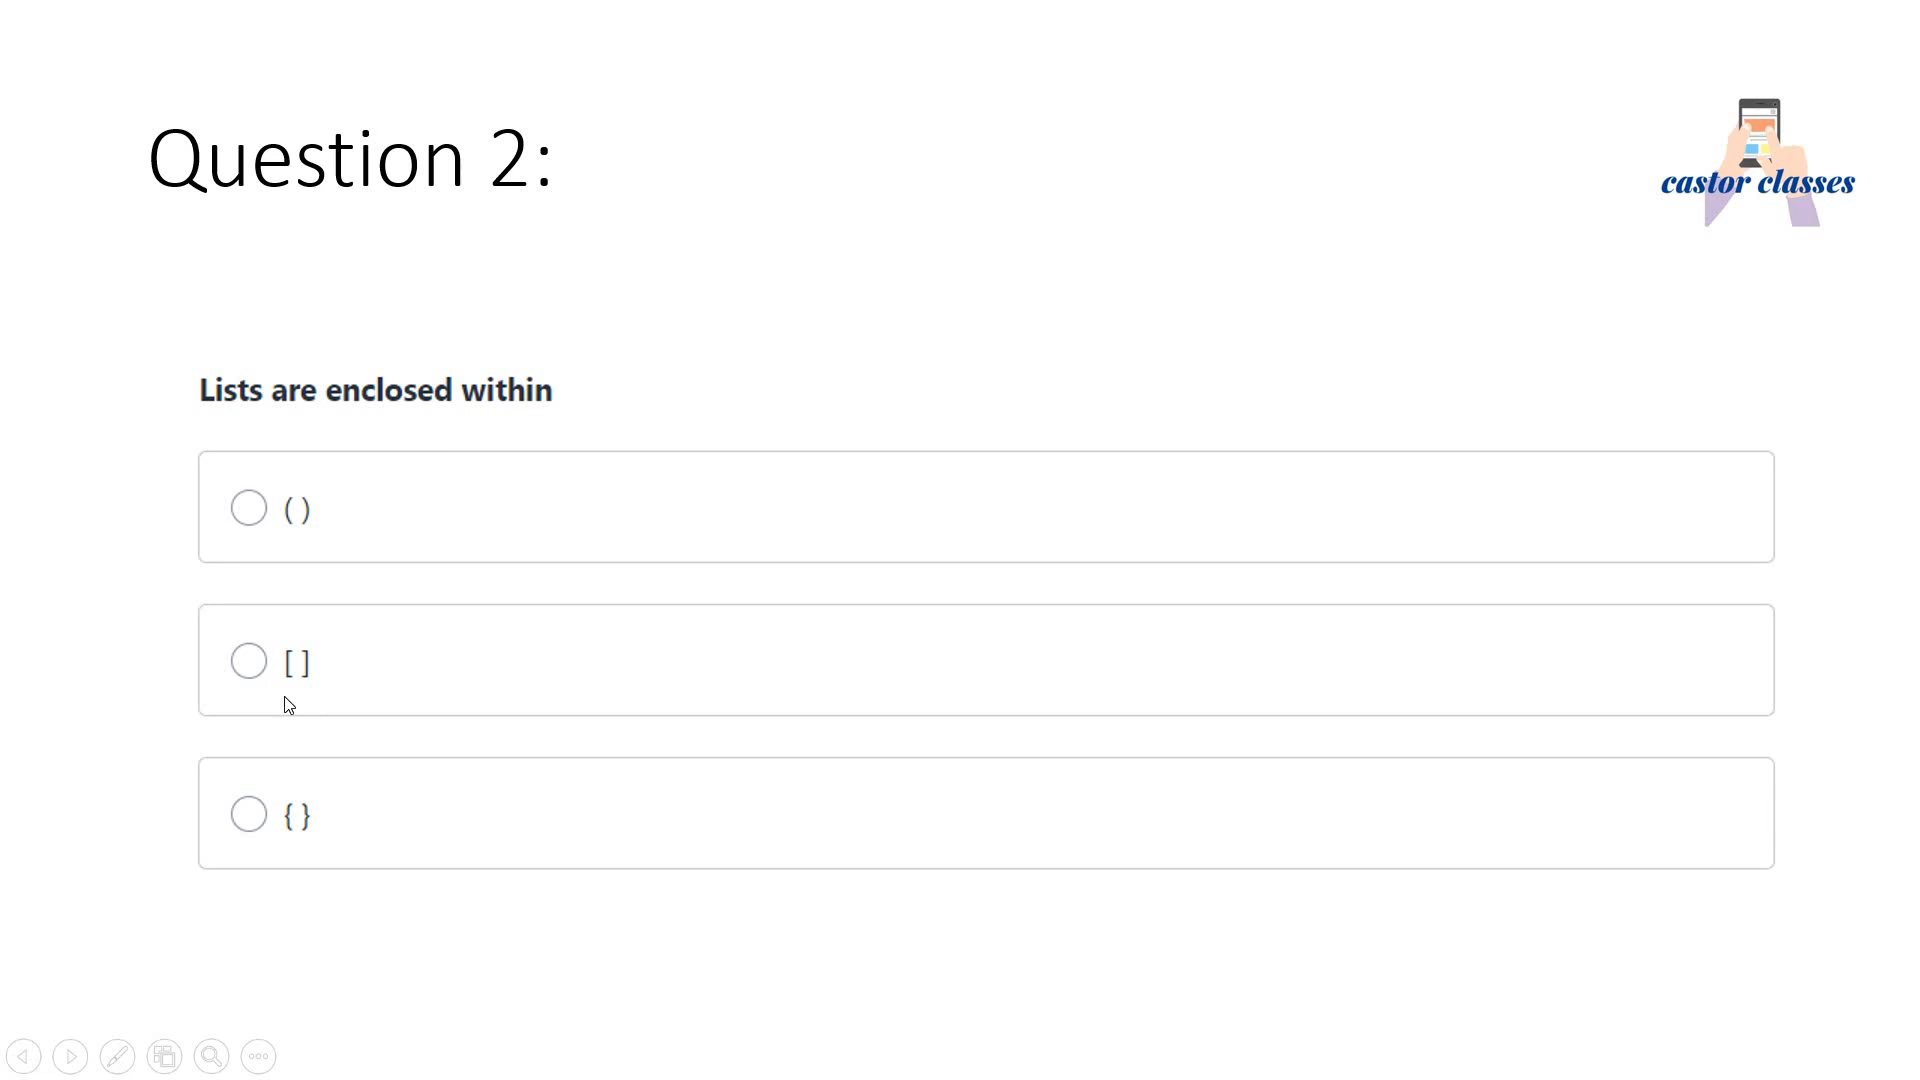 Question 2:
castor classes
Lists are enclosed within
( )
[ ]
{ }